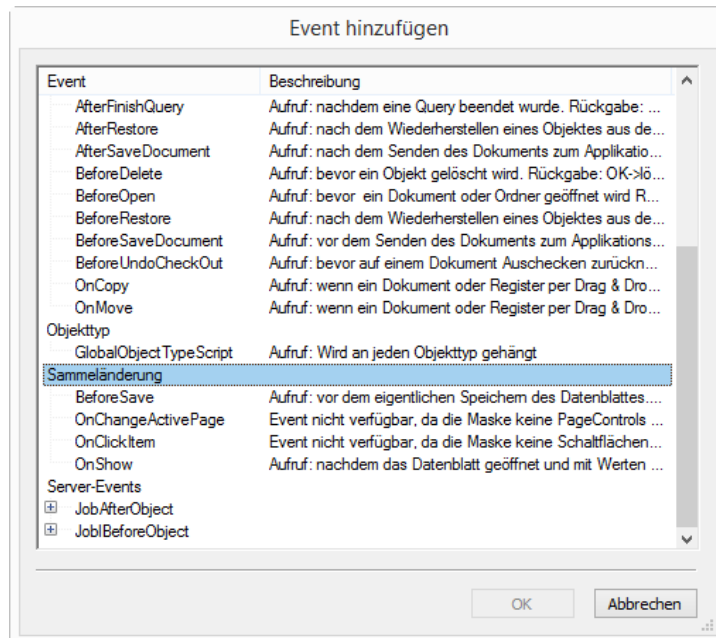 Event hinzufügen
Event Beschreibung
AfterFinishQuery Aufruf: nachdem eine Query beendet wurde. Rückgabe: ...
AfterRestore Aufruf: nach dem Wiederherstellen eines Objektes aus de...
AfterSaveDocument Aufruf: nach dem Senden des Dokuments zum Applikatio...
BeforeDelete Aufruf: bevor ein Objekt gelöscht wird. Rückgabe: OK->lö...
BeforeOpen Aufruf: bevor  ein Dokument oder Ordner geöffnet wird R...
BeforeRestore Aufruf: nach dem Wiederherstellen eines Objektes aus de...
BeforeSaveDocument Aufruf: vor dem Senden des Dokuments zum Applikations...
BeforeUndoCheckOut Aufruf: bevor auf einem Dokument Auschecken zurückn...
OnCopy Aufruf: wenn ein Dokument oder Register per Drag & Dro...
OnMove Aufruf: wenn ein Dokument oder Register per Drag & Dro...
Objekttyp
GlobalObjectTypeScript Aufruf: Wird an jeden Objekttyp gehängt
Sammeländerung
BeforeSave Aufruf: vor dem eigentlichen Speichern des Datenblattes....
OnChangeActivePage Event nicht verfügbar, da die Maske keine PageControls ...
OnClickItem Event nicht verfügbar, da die Maske keine Schaltflächen...
OnShow Aufruf: nachdem das Datenblatt geöffnet und mit Werten ...
Server-Events
JobAfterObject
JoblBeforeObject
OK Abbrechen